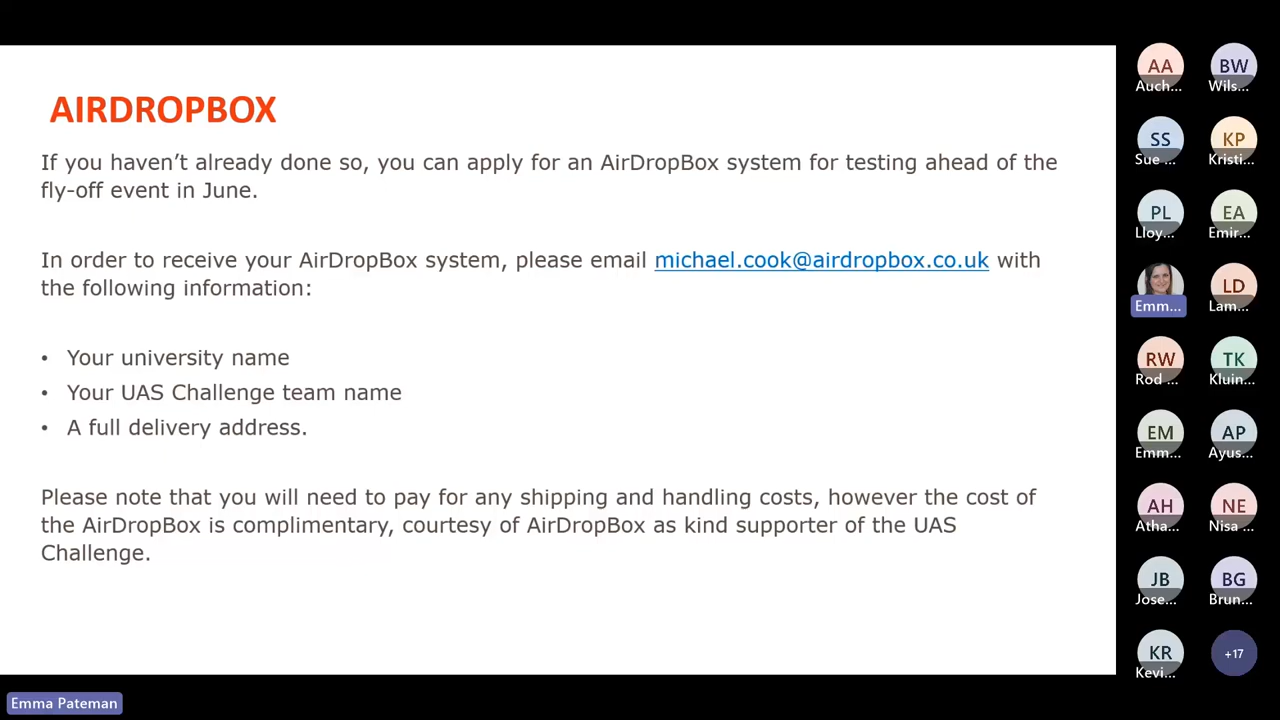 AIRDROPBOX
If you haven’t already done so, you can apply for an AirDropBox system for testing ahead of the
fly-off event in June.
In order to receive your AirDropBox system, please email michael.cook@airdropbox.co.uk with
the following information:
• Your university name
• Your UAS Challenge team name
• A full delivery address.
Please note that you will need to pay for any shipping and handling costs, however the cost of
the AirDropBox is complimentary, courtesy of AirDropBox as kind supporter of the UAS
Challenge.
AA
Auch...
BW
Wils...
SS
Sue ...
KP
Kristi...
PL
Lloy...
EA
Emir...
Emm...
LD
Lam...
RW
Rod ...
TK
Kluin...
EM
Emm...
AP
Ayus...
AH
Atha...
NE
Nisa ...
JB
Jose...
BG
Brun...
KR
Kevi...
+17
Emma Pateman